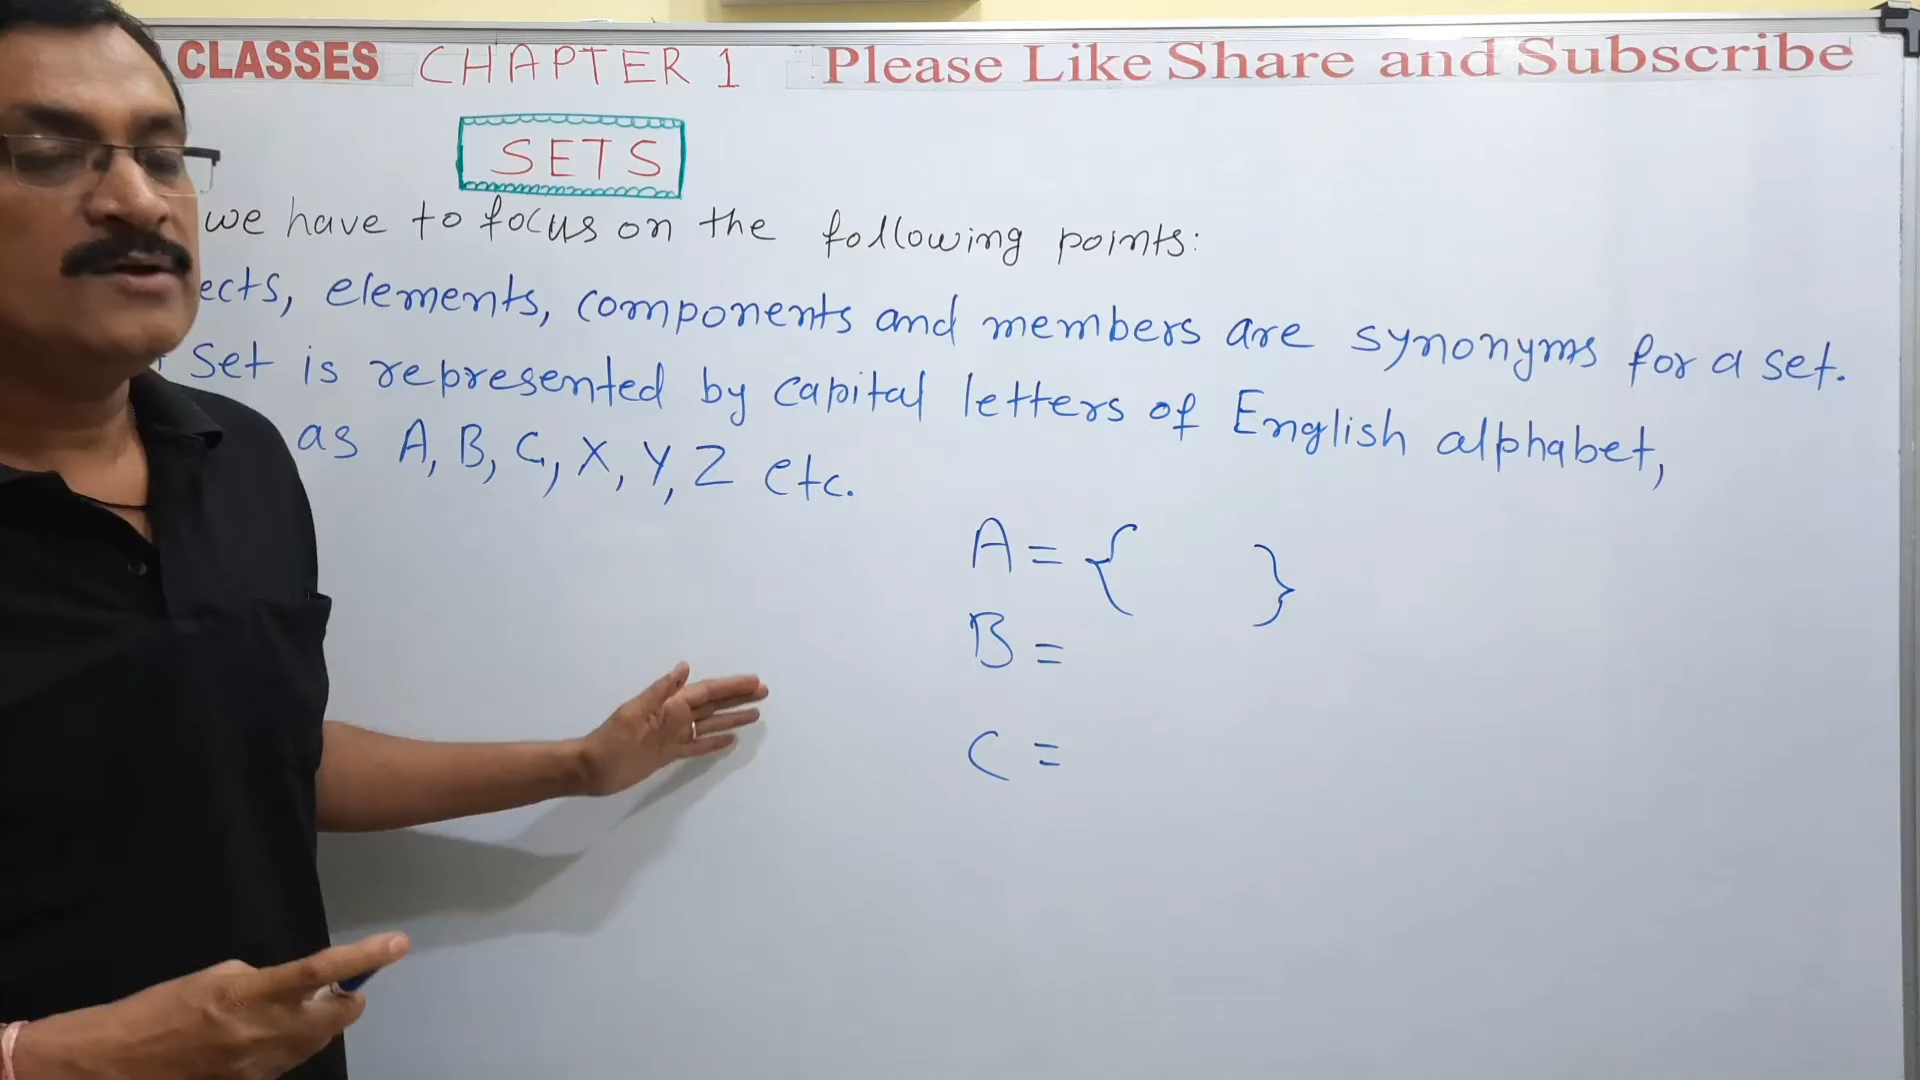 CLASSES CHAPTER 1 Please Like Share and Subscribe
SETS
we have to focus on the following points:
ects, elements, components and members are synonyms for a set.
Set is represented by capital letters of English alphabet,
as A, B, C, X, Y, Z etc.
A = { }
B =
C =